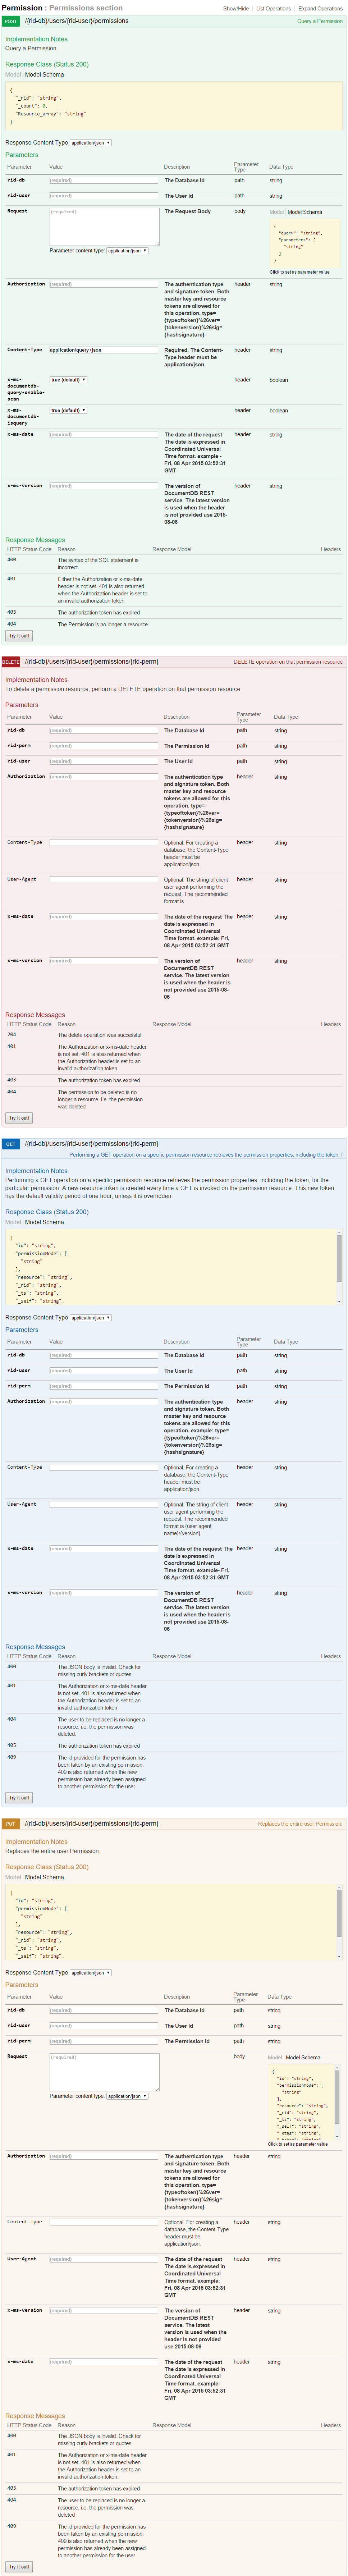 Permission : Permissions section
Show/Hide | List Operations | Expand Operations
POST /{rid-db}/users/{rid-user}/permissions Query a Permission
Implementation Notes
Query a Permission
Response Class (Status 200)
Model Model Schema
{
"_rid": "string",
"_count": 0,
"Resource_array": "string"
}
Response Content Type application/json
Parameters
Parameter Value Description Parameter Type Data Type
rid-db (required) The Database Id path string
rid-user (required) The User Id path string
Request (required) The Request Body body Model Model Schema
{
"query": "string",
"parameters": [
"string"
]
}
Parameter content type: application/json
Click to set as parameter value
Authorization (required) The authentication type header string
and signature token. Both
master key and resource
tokens are allowed for
this operation. type=
{typeoftoken}%26ver=
{tokenversion}%26sig=
{hashsignature}
Content-Type application/query+json Required. The Content- header string
Type header must be
application/json.
x-ms- true (default) header boolean
documentdb-
query-enable-
scan
x-ms- true (default) header boolean
documentdb-
isquery
x-ms-date (required) The date of the request header string
The date is expressed in
Coordinated Universal
Time format. example -
Fri, 08 Apr 2015 03:52:31
GMT
x-ms-version (required) The version of header string
DocumentDB REST
service. The latest version
is used when the header
is not provided use 2015-
08-06
Response Messages
HTTP Status Code Reason Response Model Headers
400 The syntax of the SQL statement is
incorrect.
401 Either the Authorization or x-ms-date
header is not set. 401 is also returned
when the Authorization header is set to
an invalid authorization token
403 The authorization token has expired
404 The Permission is no longer a resource
Try it out!
DELETE /{rid-db}/users/{rid-user}/permissions/{rid-perm} DELETE operation on that permission resource
Implementation Notes
To delete a permission resource, perform a DELETE operation on that permission resource
Parameters
Parameter Value Description Parameter Type Data Type
rid-db (required) The Database Id path string
rid-perm (required) The Permission Id path string
rid-user (required) The User Id path string
Authorization (required) The authentication type header string
and signature token. Both
master key and resource
tokens are allowed for this
operation. type=
{typeoftoken}%26ver=
{tokenversion}%26sig=
{hashsignature}
Content-Type Optional. For creating a header string
database, the Content-Type
header must be
application/json
User-Agent Optional. The string of client header string
user agent performing the
request. The recommended
format is
x-ms-date (required) The date of the request The header string
date is expressed in
Coordinated Universal
Time format. example: Fri,
08 Apr 2015 03:52:31 GMT
x-ms-version (required) The version of header string
DocumentDB REST
service. The latest version
is used when the header is
not provided use 2015-08-
06
Response Messages
HTTP Status Code Reason Response Model Headers
204 The delete operation was successful
401 The Authorization or x-ms-date header
is not set. 401 is also returned when
the Authorization header is set to an
invalid authorization token
403 The authorization token has expired
404 The permission to be deleted is no
longer a resource, i.e. the permission
was deleted
Try it out!
GET /{rid-db}/users/{rid-user}/permissions/{rid-perm}
Performing a GET operation on a specific permission resource retrieves the permission properties, including the token, f
Implementation Notes
Performing a GET operation on a specific permission resource retrieves the permission properties, including the token, for the
particular permission. A new resource token is created every time a GET is invoked on the permission resource. This new token
has the default validity period of one hour, unless it is overridden.
Response Class (Status 200)
Model Model Schema
{
"id": "string",
"permissionMode": [
"string"
],
"resource": "string",
"_rid": "string",
"_ts": "string",
"_self": "string",
Response Content Type application/json
Parameters
Parameter Value Description Parameter Type Data Type
rid-db (required) The Database Id path string
rid-user (required) The User Id path string
rid-perm (required) The Permission Id path string
Authorization (required) The authentication type header string
and signature token. Both
master key and resource
tokens are allowed for this
operation. example: type=
{typeoftoken}%26ver=
{tokenversion}%26sig=
{hashsignature}
Content-Type Optional. For creating a header string
database, the Content-Type
header must be
application/json
User-Agent Optional. The string of client header string
user agent performing the
request. The recommended
format is {user agent
name}/{version}.
x-ms-date (required) The date of the request The header string
date is expressed in
Coordinated Universal
Time format. example- Fri,
08 Apr 2015 03:52:31 GMT
x-ms-version (required) The version of header string
DocumentDB REST
service. The latest version
is used when the header is
not provided use 2015-08-
06
Response Messages
HTTP Status Code Reason Response Model Headers
400 The JSON body is invalid. Check for
missing curly brackets or quotes
401 The Authorization or x-ms-date header
is not set. 401 is also returned when
the Authorization header is set to an
invalid authorization token
404 The user to be replaced is no longer a
resource, i.e. the permission was
deleted.
405 The authorization token has expired
409 The id provided for the permission has
been taken by an existing permission.
409 is also returned when the new
permission has already been assigned
to another permission for the user
Try it out!
PUT /{rid-db}/users/{rid-user}/permissions/{rid-perm} Replaces the entire user Permission.
Implementation Notes
Replaces the entire user Permission.
Response Class (Status 200)
Model Model Schema
{
"id": "string",
"permissionMode": [
"string"
],
"resource": "string",
"_rid": "string",
"_ts": "string",
"_self": "string",
Response Content Type application/json
Parameters
Parameter Value Description Parameter Type Data Type
rid-db (required) The Database Id path string
rid-user (required) The User Id path string
rid-perm (required) The Permission Id path string
Request (required) body Model Model Schema
{
"id": "string",
"permissionMode": [
"string"
],
"resource": "string",
"_rid": "string",
"_ts": "string",
"_self": "string",
"_etag": "string",
Parameter content type: application/json
Click to set as parameter value
Authorization (required) The authentication type header string
and signature token. Both
master key and resource
tokens are allowed for
this operation. type=
{typeoftoken}%26ver=
{tokenversion}%26sig=
{hashsignature}
Content-Type Optional. For creating a header string
database, the Content-Type
header must be
application/json
User-Agent (required) The date of the request header string
The date is expressed in
Coordinated Universal
Time format. example:
Fri, 08 Apr 2015 03:52:31
GMT
x-ms-version (required) The version of header string
DocumentDB REST
service. The latest
version is used when the
header is not provided
use 2015-08-06
x-ms-date (required) The date of the request header string
The date is expressed in
Coordinated Universal
Time format. example-
Fri, 08 Apr 2015 03:52:31
GMT
Response Messages
HTTP Status Code Reason Response Model Headers
400 The JSON body is invalid. Check for
missing curly brackets or quotes.
401 The Authorization or x-ms-date header
is not set. 401 is also returned when
the Authorization header is set to an
invalid authorization token.
403 The authorization token has expired
404 The user to be replaced is no longer a
resource, i.e. the permission was
deleted
409 The id provided for the permission has
been taken by an existing permission.
409 is also returned when the new
permission has already been assigned
to another permission for the user
Try it out!